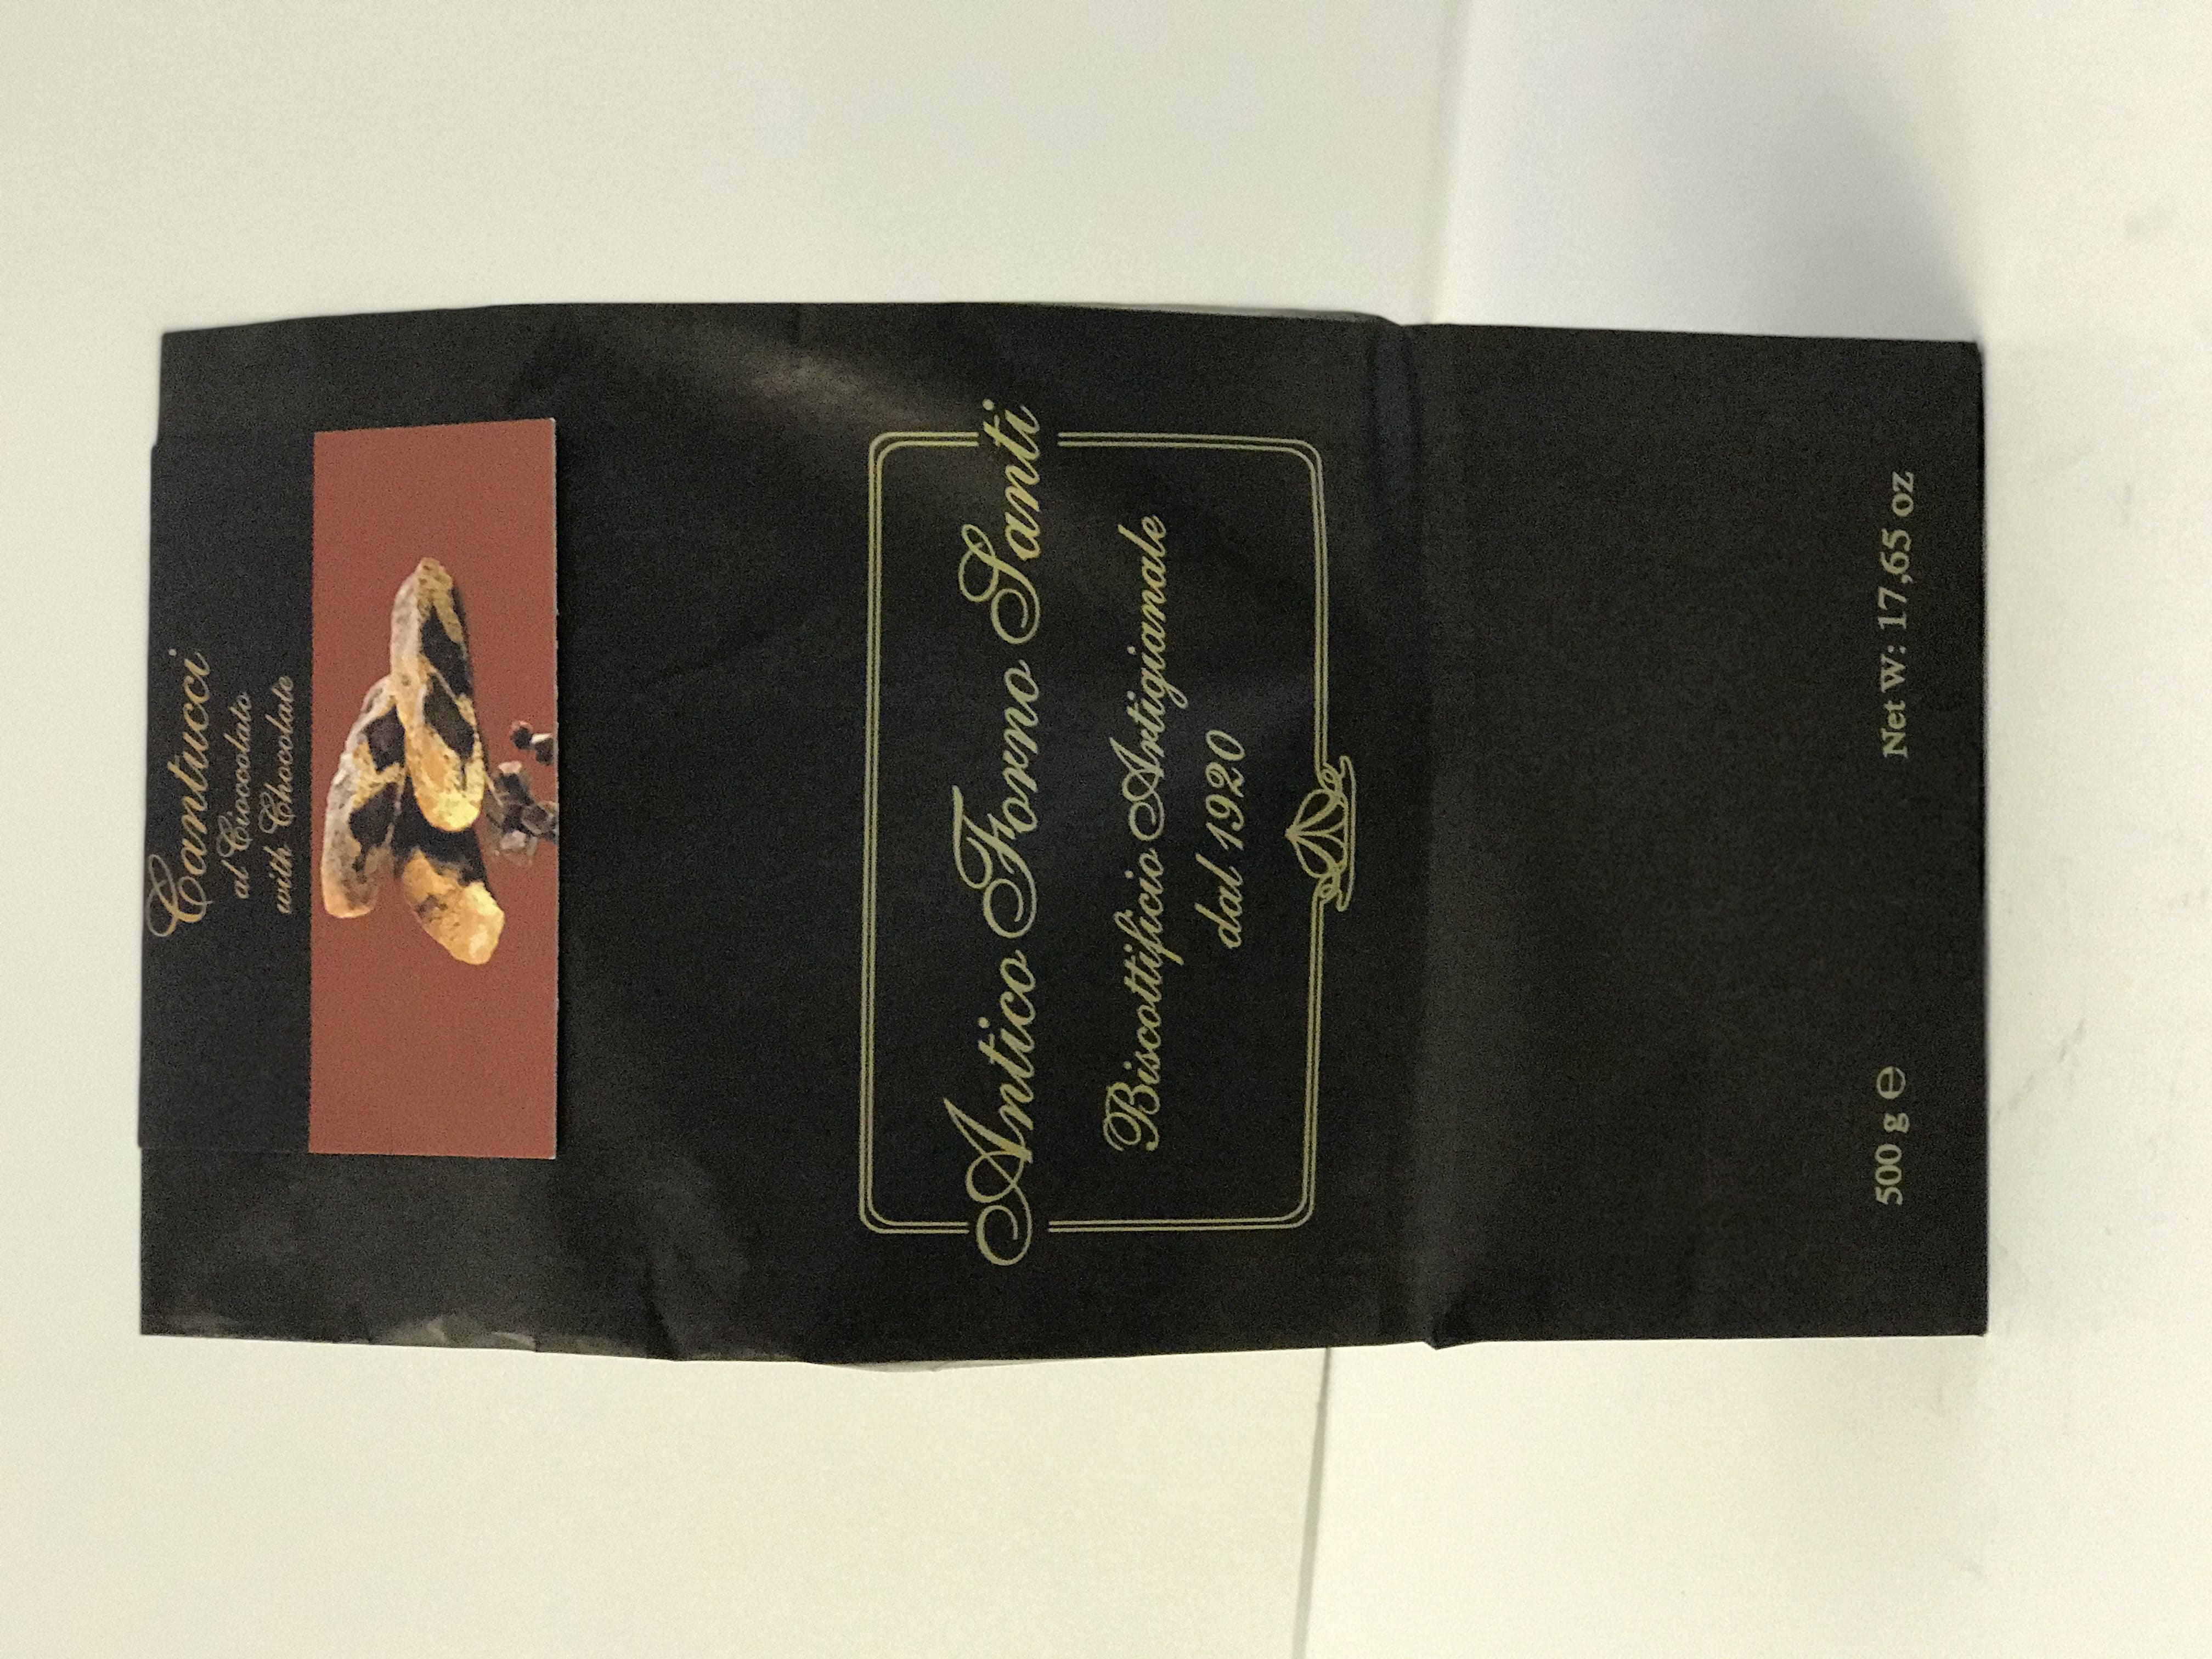 Cantucci
al Cioccolato
with Chocolate
Antico Forno Santi
Biscottificio Artigianale
dal 1920
500 g ℮ Net W: 17,65 oz